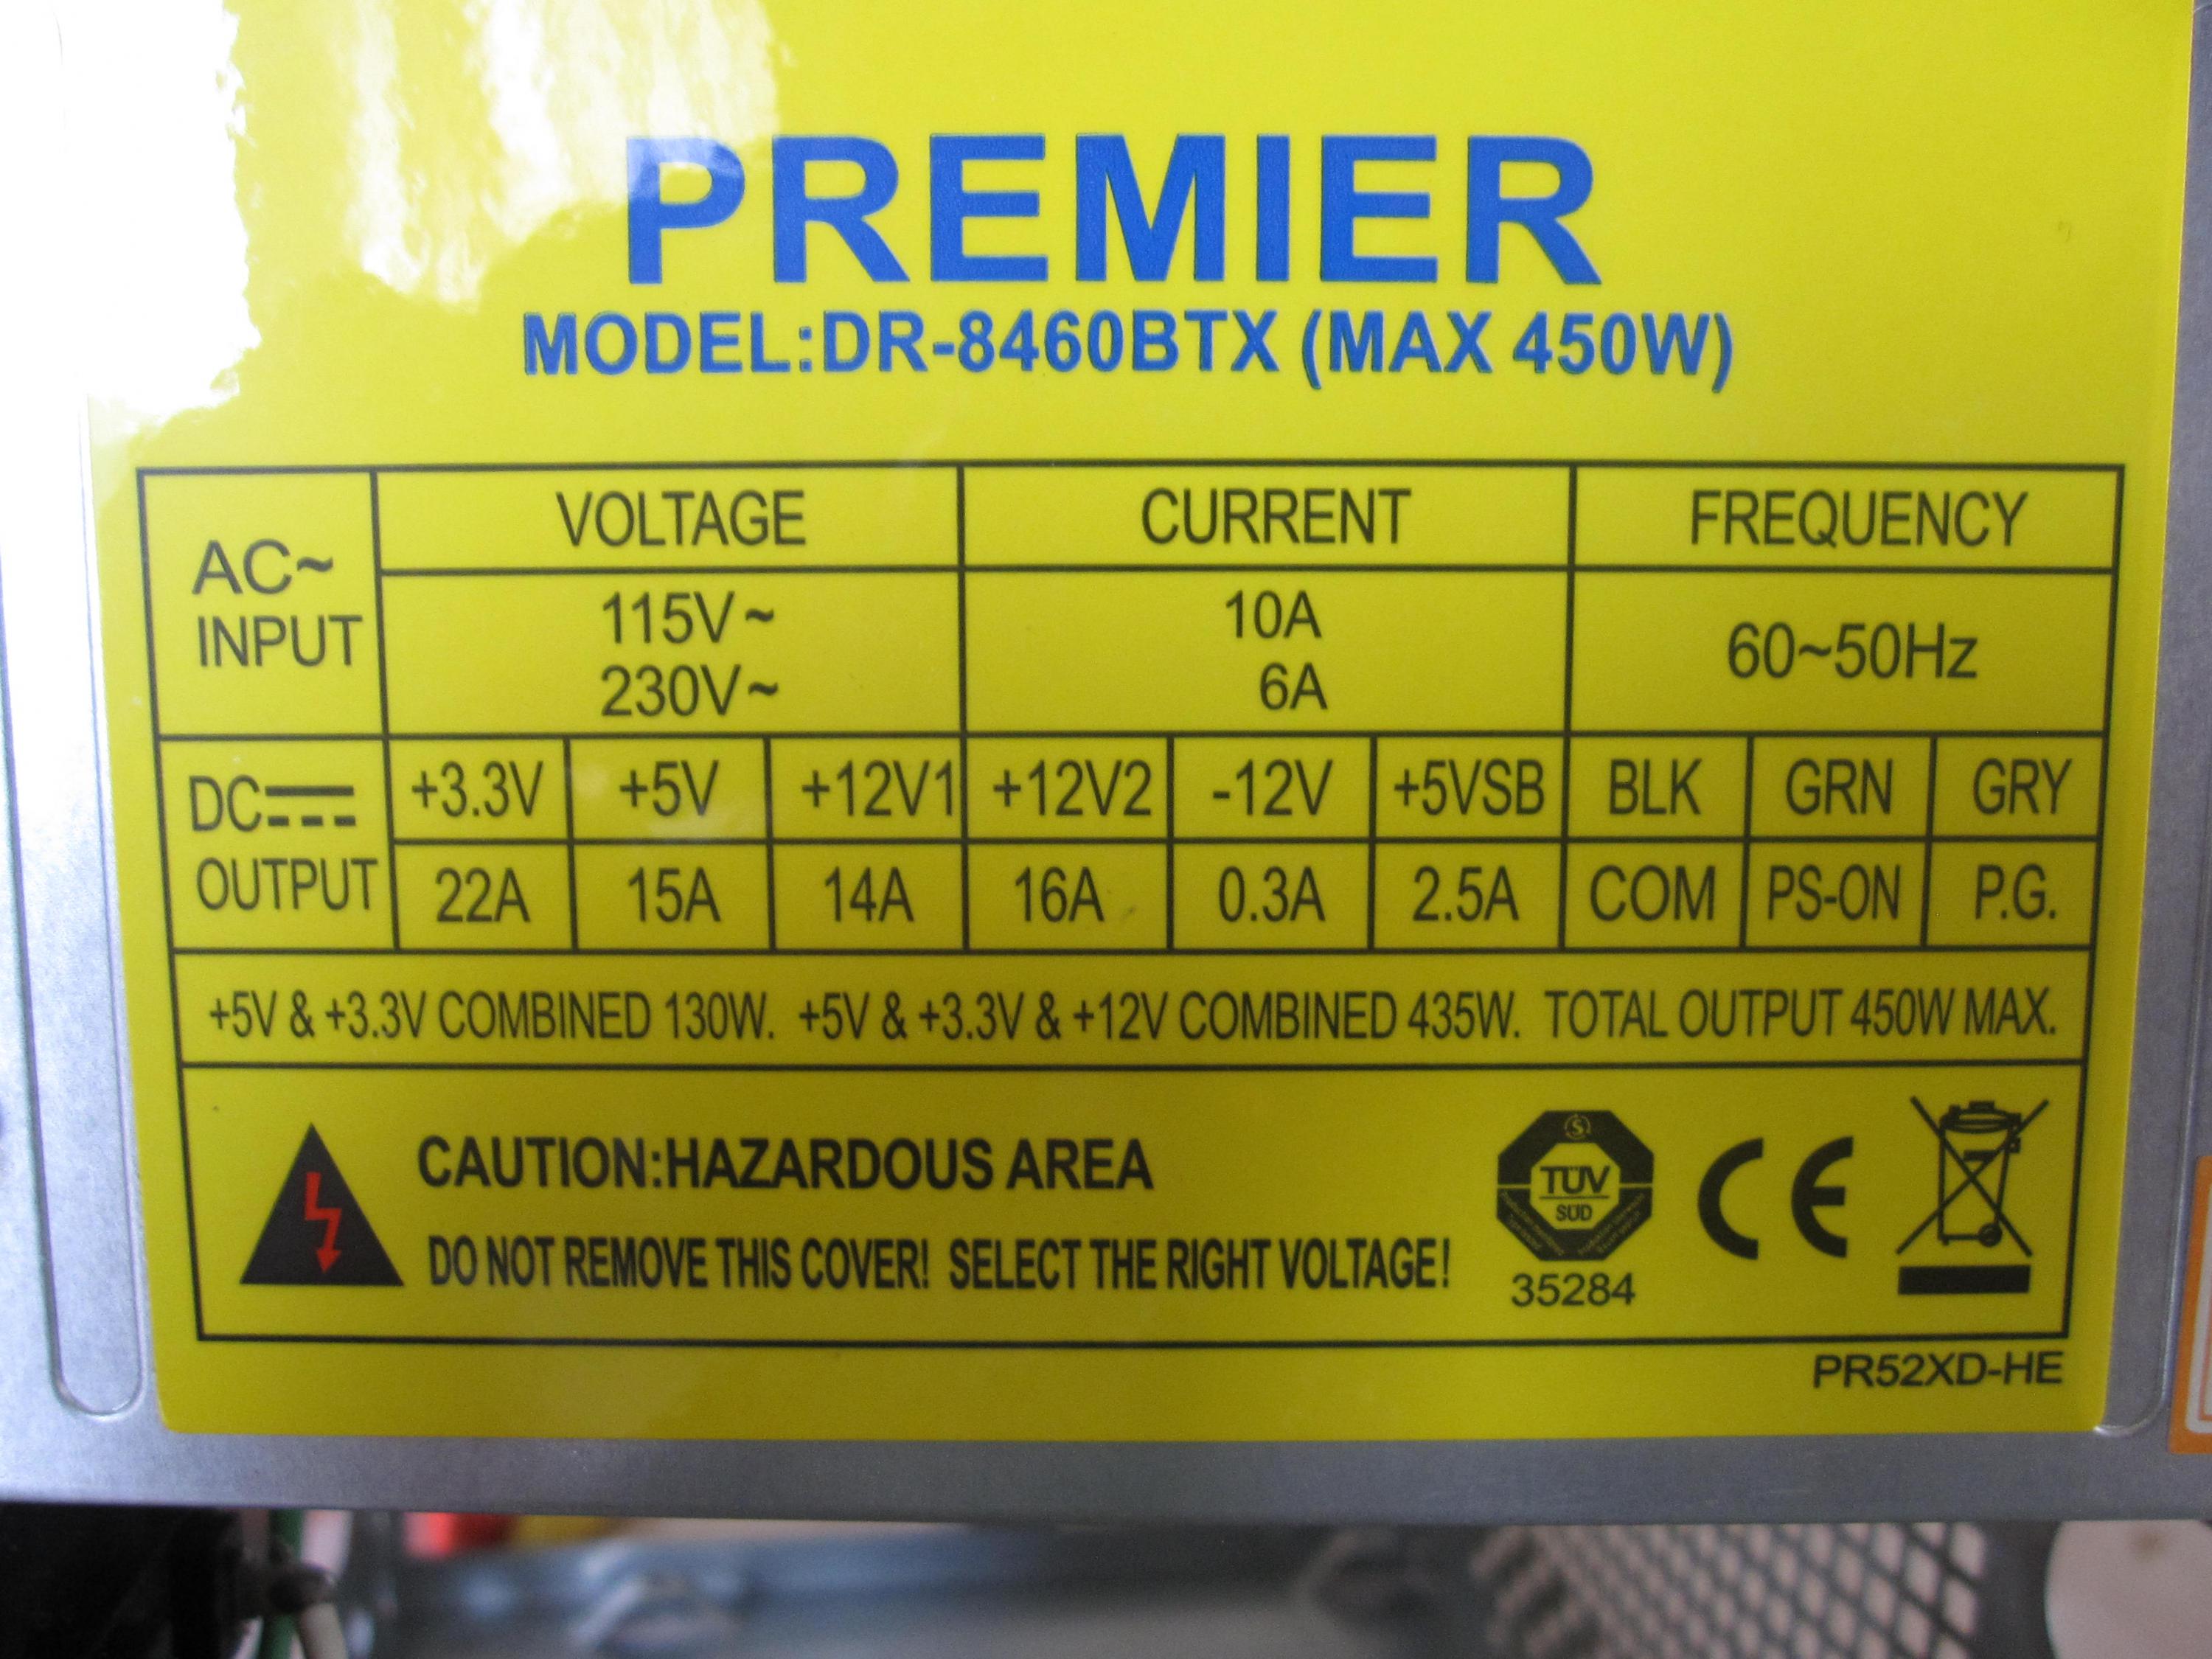 PREMIER
MODEL:DR-8460BTX (MAX 450W)
AC~ INPUT
VOLTAGE CURRENT FREQUENCY
115V~ 10A 60~50Hz
230V~ 6A
DC OUTPUT
+3.3V +5V +12V1 +12V2 -12V +5VSB BLK GRN GRY
22A 15A 14A 16A 0.3A 2.5A COM PS-ON P.G.
+5V & +3.3V COMBINED 130W. +5V & +3.3V & +12V COMBINED 435W. TOTAL OUTPUT 450W MAX.
CAUTION:HAZARDOUS AREA
DO NOT REMOVE THIS COVER! SELECT THE RIGHT VOLTAGE!
S
TÜV
SÜD
35284
CE
PR52XD-HE